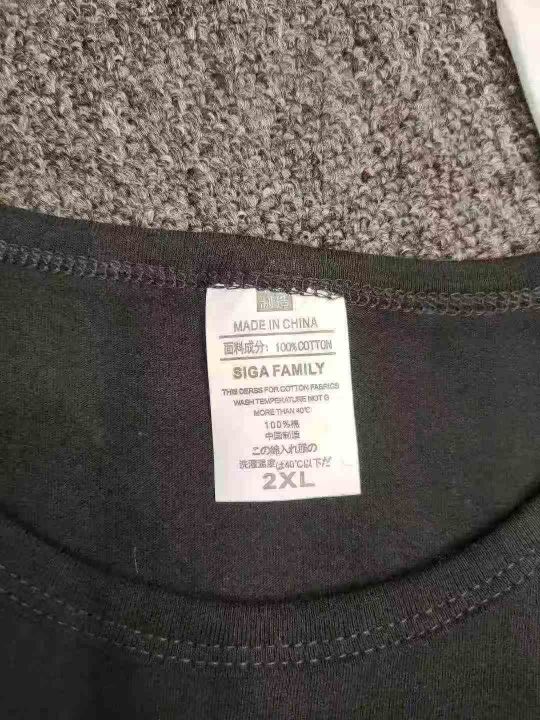 MADE IN CHINA
面料成分: 100%COTTON
SIGA FAMILY
THIS DERSS FOR COTTON FABRICS
WASH TEMPERATURE NOT G
MORE THAN 40℃
100%棉
中国制造
この綿入れ頭の
洗濯温度は40℃以下だ
2XL